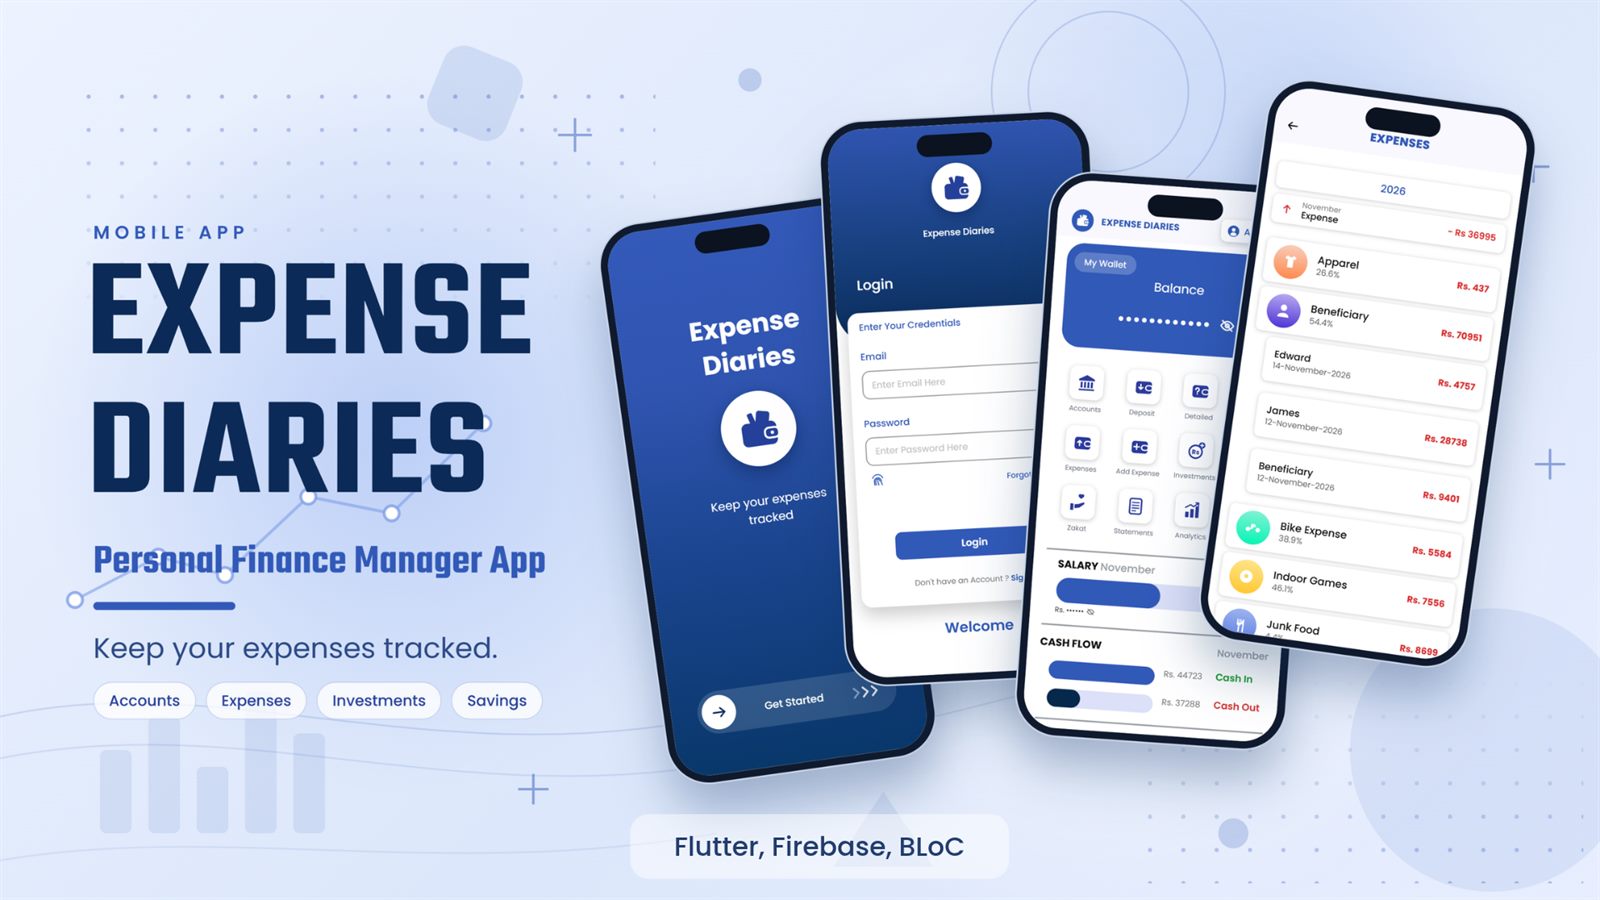 MOBILE APP
EXPENSE
DIARIES
Personal Finance Manager App
Keep your expenses tracked.
Accounts
Expenses
Investments
Savings
Expense
Diaries
Keep your expenses
tracked
Get Started
Expense Diaries
Login
Enter Your Credentials
Email
Enter Email Here
Password
Enter Password Here
Login
Don't have an Account ?
Welcome
EXPENSE DIARIES
My Wallet
Balance
Accounts
Deposit
Detailed
Expenses
Add Expense
Investments
Zakat
Statements
Analytics
SALARY November
Rs. ••••••
CASH FLOW
November
Rs. 44723 Cash In
Rs. 37288 Cash Out
EXPENSES
2026
November
Expense
- Rs 36995
Apparel
26.6%
Rs. 437
Beneficiary
54.4%
Rs. 70951
Edward
14-November-2026
Rs. 4757
James
12-November-2026
Rs. 28738
Beneficiary
12-November-2026
Rs. 9401
Bike Expense
38.9%
Rs. 5584
Indoor Games
46.1%
Rs. 7556
Junk Food
Rs. 8699
Flutter, Firebase, BLoC